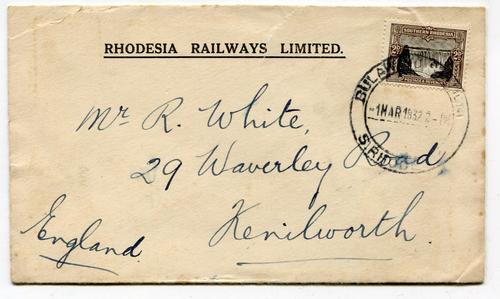 RHODESIA RAILWAYS LIMITED.
SOUTHERN RHODESIA
1 MAR 1932
Mr R. White,
29 Waverley Road
Kenilworth.
England.